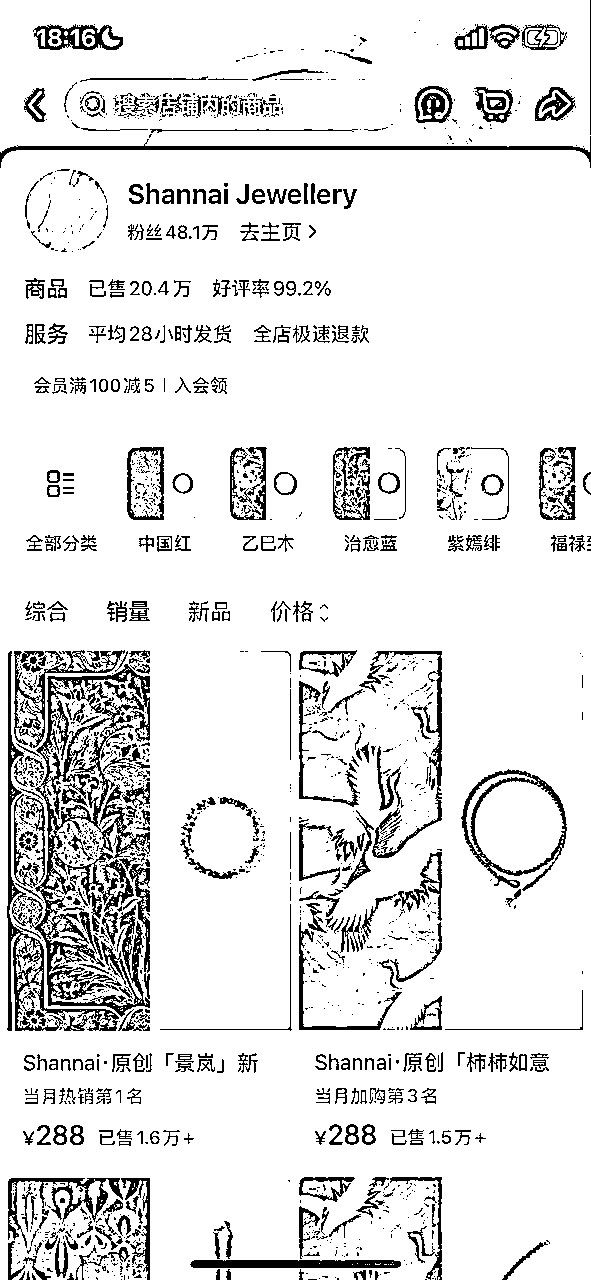 18:16
搜索店铺内的商品
Shannai Jewellery
粉丝48.1万 去主页
商品 已售20.4万 好评率99.2%
服务 平均28小时发货 全店极速退款
会员满100减5 | 入会领
全部分类 中国红 乙巳木 治愈蓝 紫嫣绯 福禄
综合 销量 新品 价格
Shannai·原创「景岚」新
当月热销第1名
¥288 已售1.6万+
Shannai·原创「柿柿如意
当月加购第3名
¥288 已售1.5万+